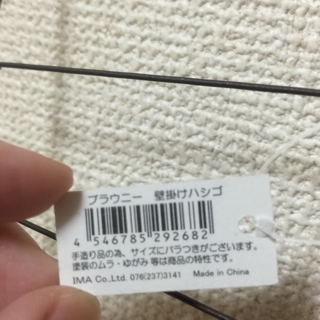 ブラウニー　壁掛けハシゴ
4 546785 292682
手造り品の為、サイズにバラつきがございます。
塗装のムラ・ゆがみ等は商品の特性です。
IMA Co.,Ltd. 076(237)3141　Made in China